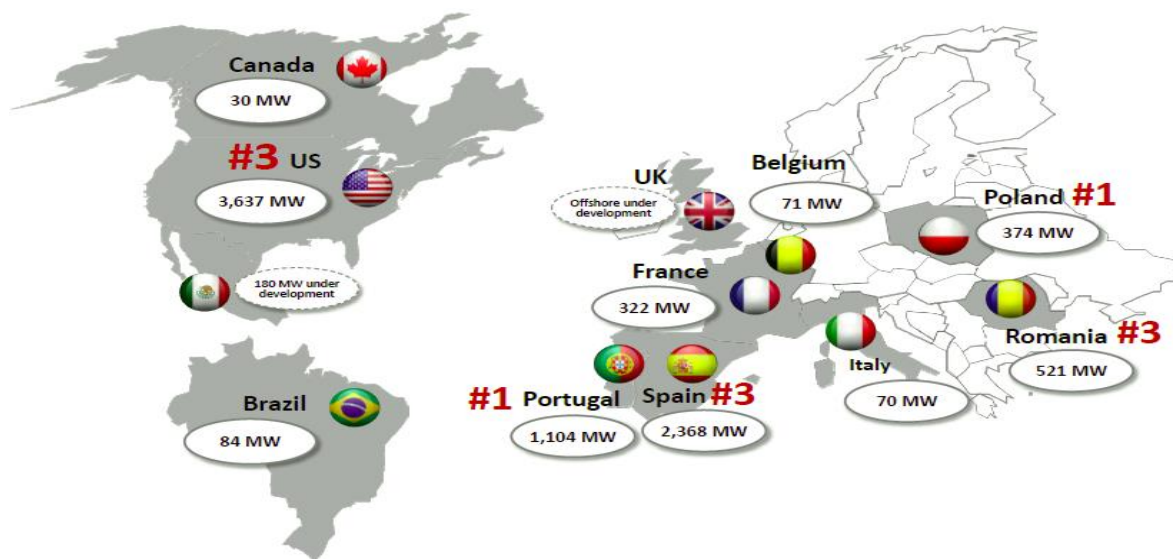 Canada
30 MW
#3 US
3,637 MW
180 MW under
development
Brazil
84 MW
UK
Offshore under
development
Belgium
71 MW
Poland #1
374 MW
France
322 MW
Romania #3
521 MW
Italy
70 MW
#1 Portugal
1,104 MW
Spain #3
2,368 MW